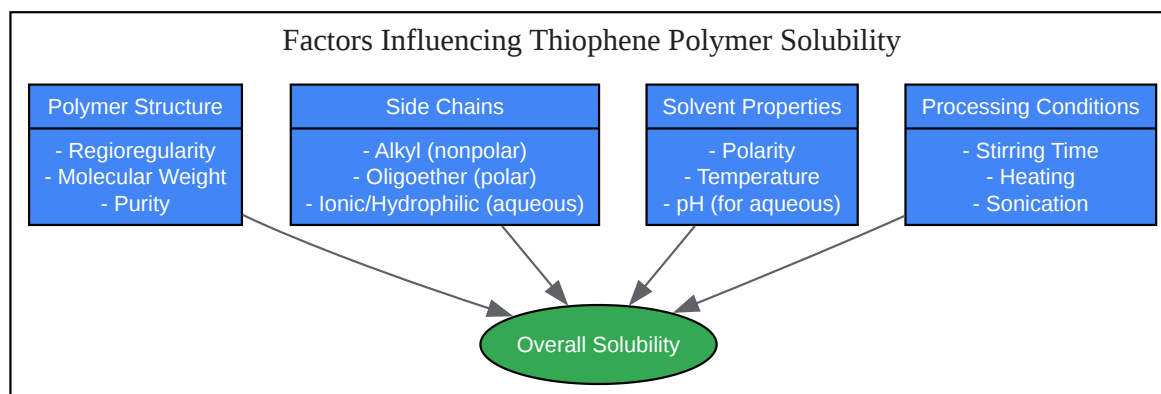 Factors Influencing Thiophene Polymer Solubility
Polymer Structure
- Regioregularity
- Molecular Weight
- Purity
Side Chains
- Alkyl (nonpolar)
- Oligoether (polar)
- Ionic/Hydrophilic (aqueous)
Solvent Properties
- Polarity
- Temperature
- pH (for aqueous)
Processing Conditions
- Stirring Time
- Heating
- Sonication
Overall Solubility